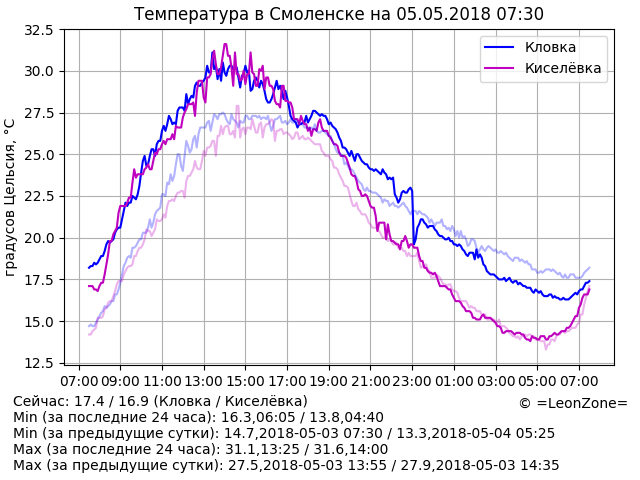 Температура в Смоленске на 05.05.2018 07:30
32.5
30.0
27.5
25.0
22.5
20.0
17.5
15.0
12.5
градусов Цельсия, °C
Кловка
Киселёвка
07:00 09:00 11:00 13:00 15:00 17:00 19:00 21:00 23:00 01:00 03:00 05:00 07:00
Сейчас: 17.4 / 16.9 (Кловка / Киселёвка)
© =LeonZone=
Min (за последние 24 часа): 16.3,06:05 / 13.8,04:40
Min (за предыдущие сутки): 14.7,2018-05-03 07:30 / 13.3,2018-05-04 05:25
Max (за последние 24 часа): 31.1,13:25 / 31.6,14:00
Max (за предыдущие сутки): 27.5,2018-05-03 13:55 / 27.9,2018-05-03 14:35